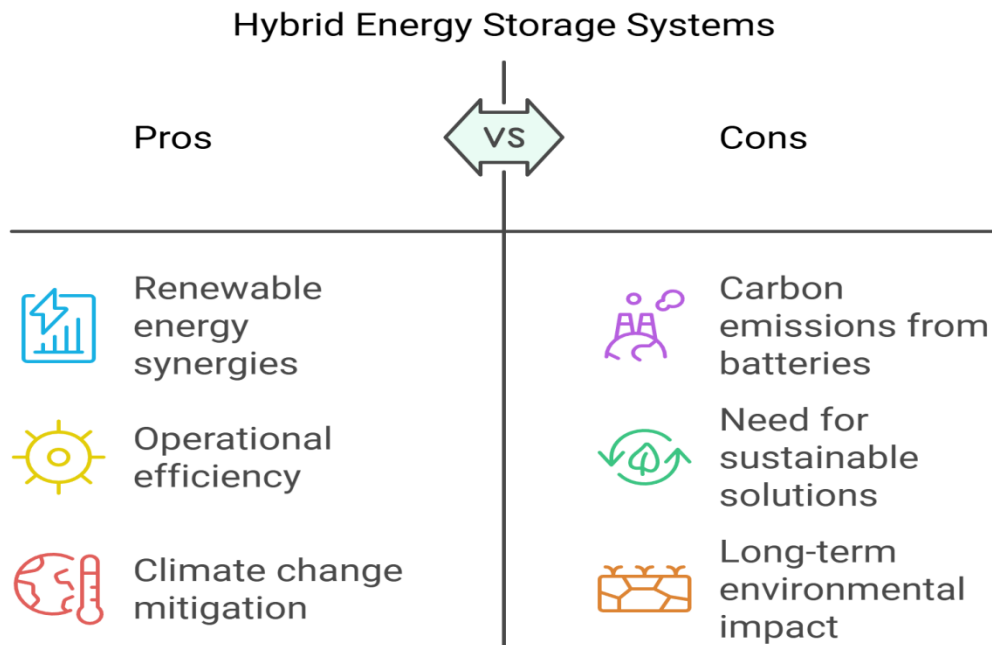 Hybrid Energy Storage Systems
Pros
VS
Cons
Renewable
energy
synergies
Carbon
emissions from
batteries
Operational
efficiency
Need for
sustainable
solutions
Climate change
mitigation
Long-term
environmental
impact